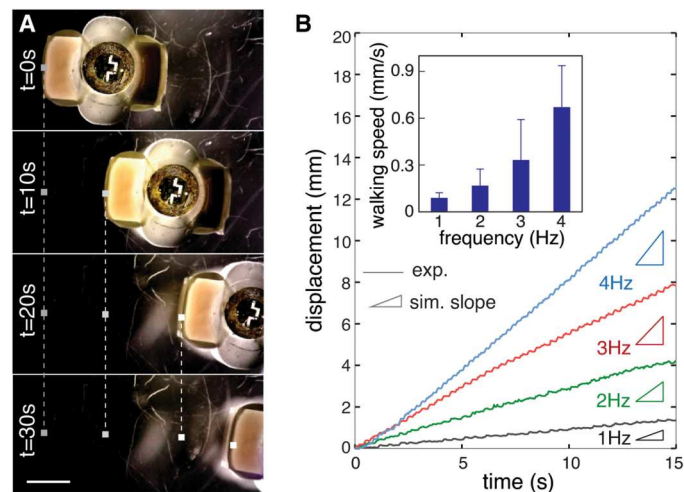 A
t=0s
t=10s
t=20s
t=30s
B
displacement (mm)
20
18
16
14
12
10
8
6
4
2
0
walking speed (mm/s)
0.9
0.6
0.3
0
1 2 3 4
frequency (Hz)
exp.
sim. slope
4Hz
3Hz
2Hz
1Hz
0 5 10 15
time (s)